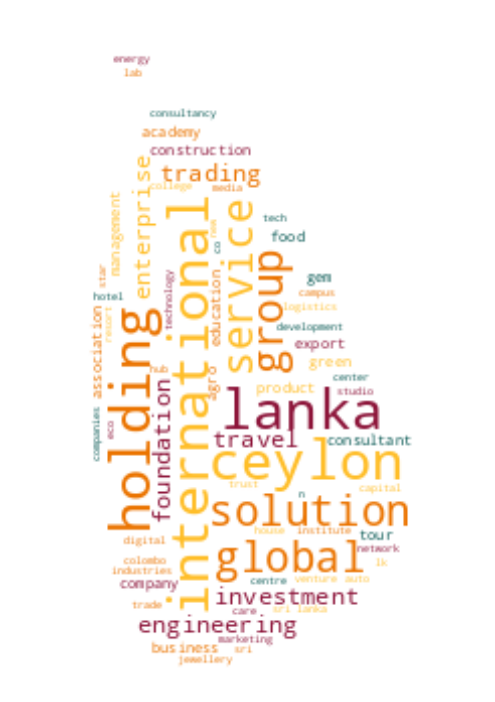 energy
lab
consultancy
academy
construction
trading
college
media
enterprise
management
international
service
new
co
tech
food
group
star
hotel
resort
technology
education
gem
campus
logistics
development
export
green
association
holding
hub
agro
center
studio
product
foundation
lanka
companies
eco
travel
consultant
ceylon
trust
capital
n
solution
house
institute
tour
digital
global
network
colombo
industries
lk
company
centre
venture
auto
investment
trade
care
sri lanka
engineering
marketing
business
sri
jewellery